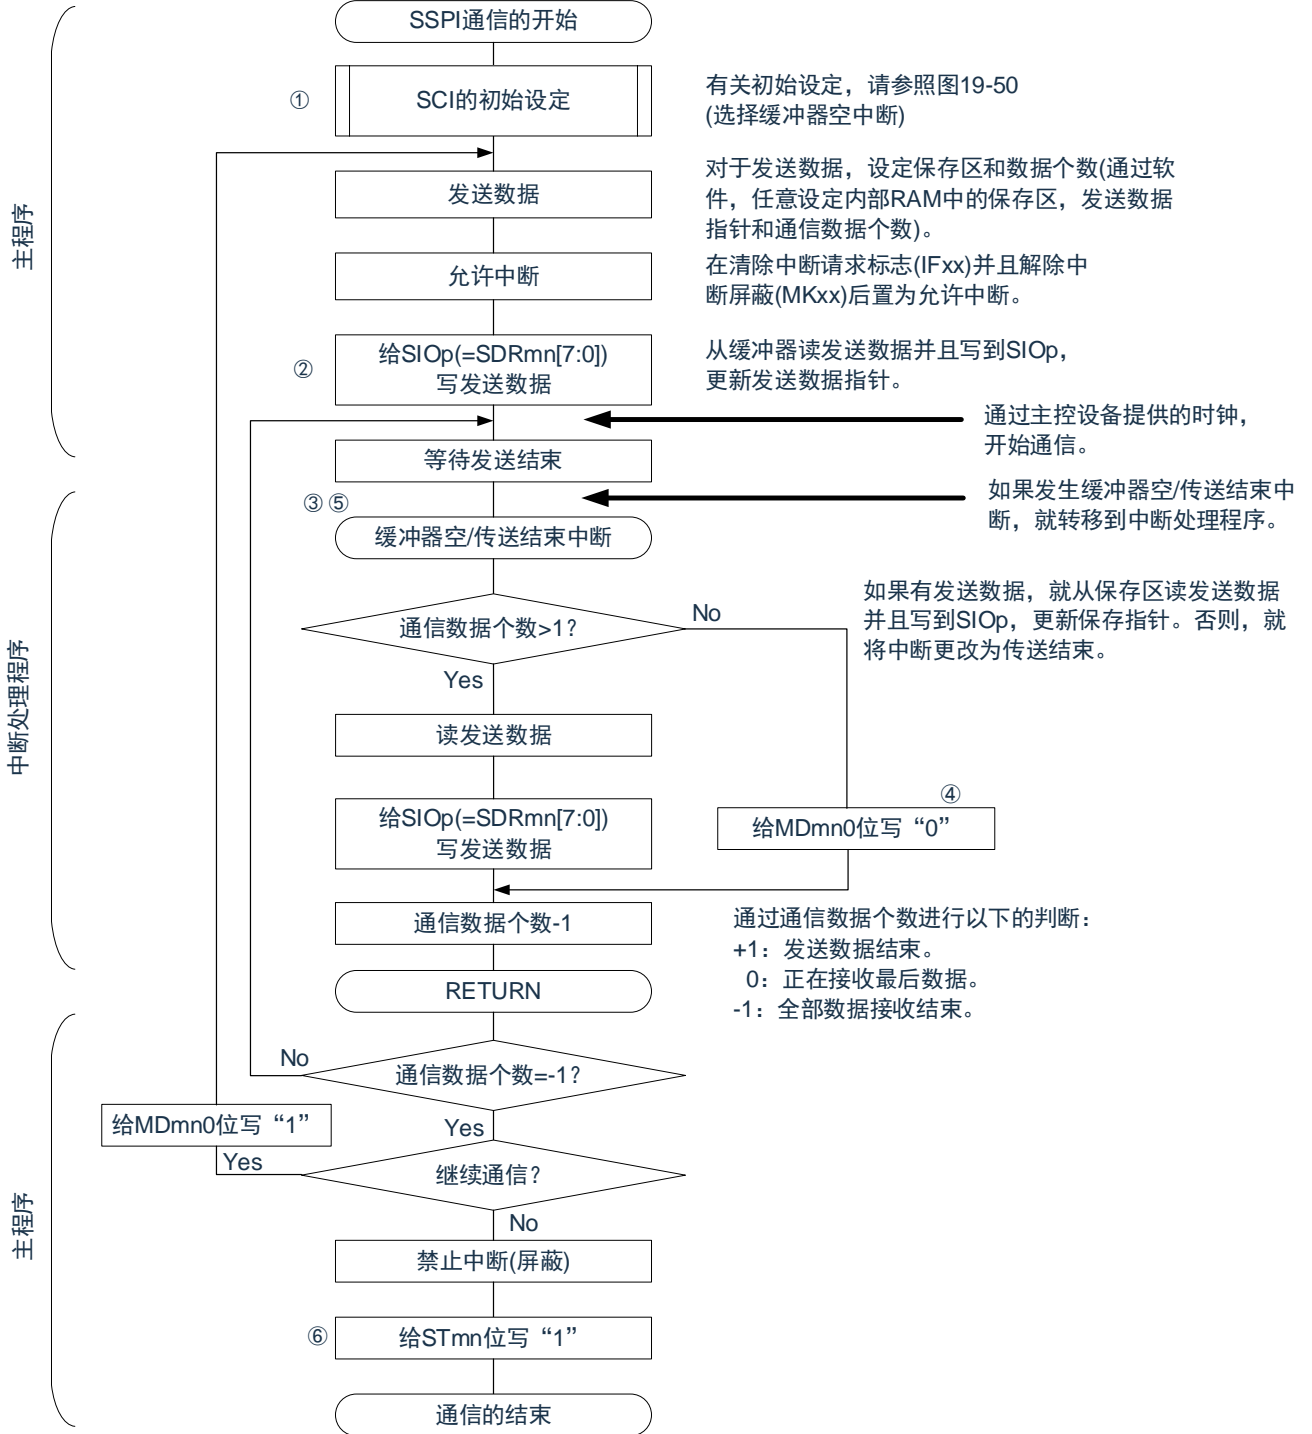 SSPI通信的开始
①
SCI的初始设定
有关初始设定，请参照图19-50
(选择缓冲器空中断)
发送数据
对于发送数据，设定保存区和数据个数(通过软
件，任意设定内部RAM中的保存区，发送数据
指针和通信数据个数)。
主程序
允许中断
在清除中断请求标志(IFxx)并且解除中
断屏蔽(MKxx)后置为允许中断。
②
给SIOp(=SDRmn[7:0])
写发送数据
从缓冲器读发送数据并且写到SIOp，
更新发送数据指针。
通过主控设备提供的时钟，
开始通信。
等待发送结束
③⑤
如果发生缓冲器空/传送结束中
断，就转移到中断处理程序。
缓冲器空/传送结束中断
如果有发送数据，就从保存区读发送数据
并且写到SIOp，更新保存指针。否则，就
将中断更改为传送结束。
通信数据个数>1?
No
Yes
中断处理程序
读发送数据
④
给SIOp(=SDRmn[7:0])
写发送数据
给MDmn0位写“0”
通信数据个数-1
通过通信数据个数进行以下的判断：
+1：发送数据结束。
0：正在接收最后数据。
-1：全部数据接收结束。
RETURN
No
通信数据个数=-1?
给MDmn0位写“1”
Yes
Yes
继续通信?
No
主程序
禁止中断(屏蔽)
⑥
给STmn位写“1”
通信的结束